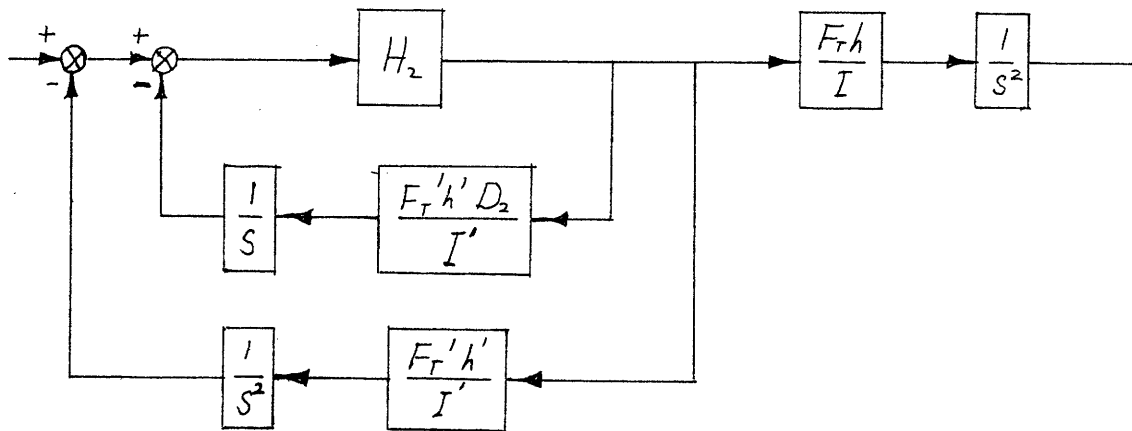 +
-
+
-
H₂
F_T h
I
1
S²
1
S
F_T' h' D₂
I'
1
S²
F_T' h'
I'